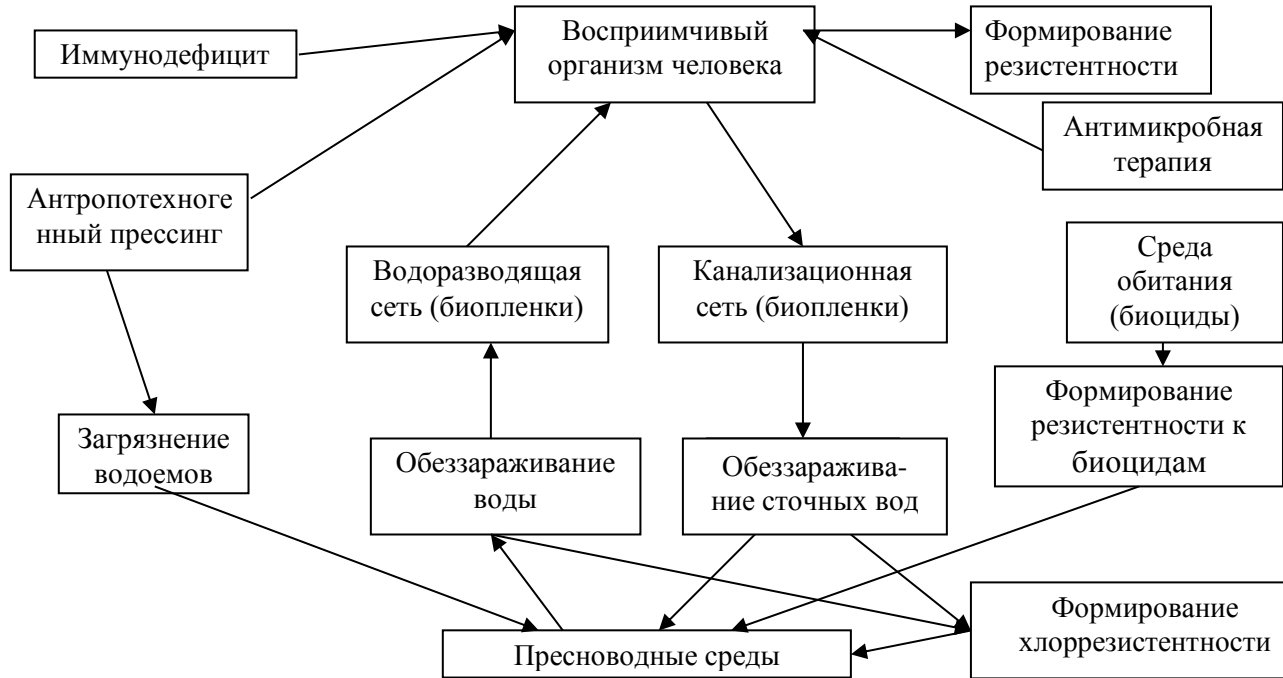 Иммунодефицит
Восприимчивый
организм человека
Формирование
резистентности
Антимикробная
терапия
Антропотехноге
нный прессинг
Водоразводящая
сеть (биопленки)
Канализационная
сеть (биопленки)
Среда
обитания
(биоциды)
Загрязнение
водоемов
Обеззараживание
воды
Обеззаражива-
ние сточных вод
Формирование
резистентности к
биоцидам
Пресноводные среды
Формирование
хлоррезистентности